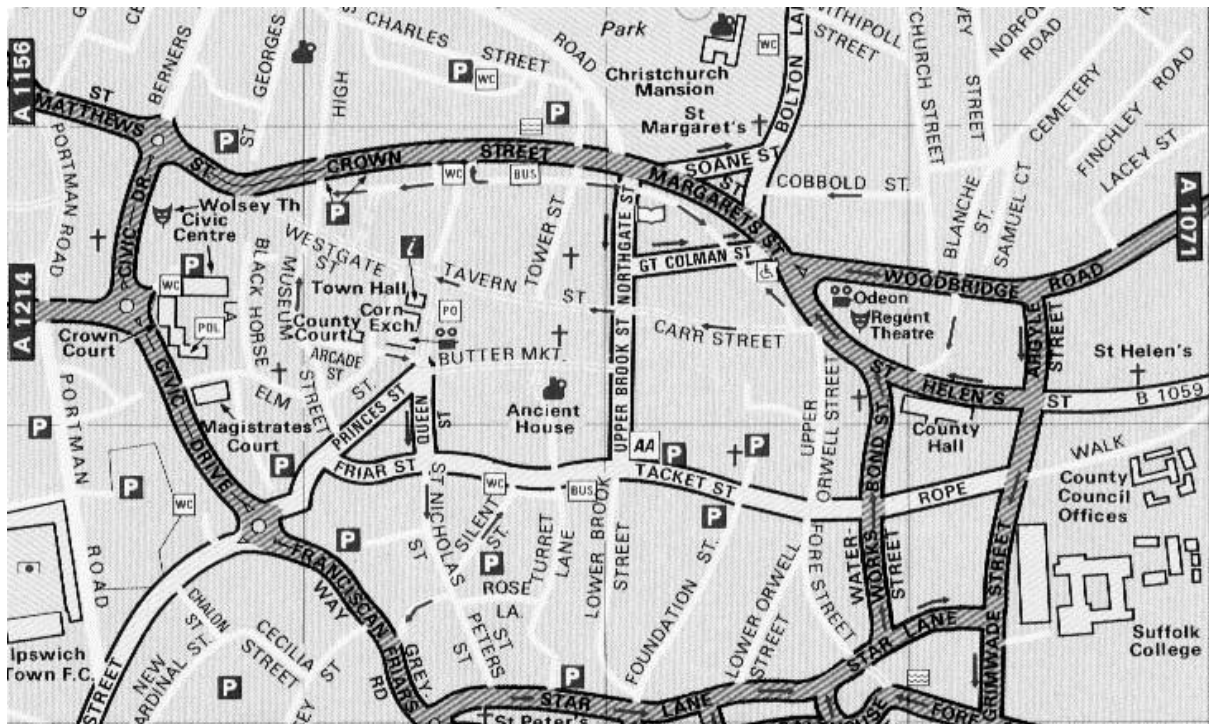 A 1156
ST
MATTHEWS
ST
BERNERS
GEORGES
ST
HIGH
CHARLES
STREET
ROAD
Park
Christchurch
Mansion
St
Margaret's
WC
BOLTON LA
STREET
CHURCH STREET
STREET
NORFO
ROAD
CEMETERY
FINCHLEY ROAD
LACEY ST
P
WC
P
P
CROWN STREET
SOANE ST
MARGARETS ST
ST
COBBOLD ST.
BLANCHE
ST.
SAMUEL CT
A 1071
PORTMAN ROAD
CIVIC DR.
Wolsey Th
Civic
Centre
P
WC
BUS
P
WC
POL
LA
BLACK HORSE
MUSEUM
STREET
WESTGATE
ST
i
Town Hall
Corn
Exch
County
Court
TAVERN
ST
TOWER ST.
PO
UPPER BROOK ST
NORTHGATE ST
GT COLMAN ST
CARR STREET
WOODBRIDGE ROAD
Odeon
Regent
Theatre
ARGYLE
STREET
St Helen's
A 1214
Crown
Court
ARCADE
ST
BUTTER MKT.
ST HELEN'S ST
B 1059
ELM
ST.
PRINCES ST
QUEEN
ST
Ancient
House
Magistrates
Court
CIVIC DRIVE
PORTMAN
ROAD
P
P
WC
P
FRIAR ST
AA
P
P
TACKET ST
UPPER
ORWELL STREET
BOND ST.
County
Hall
ROPE
WALK
County
Council
Offices
ST NICHOLAS
ST
WC
SILENT
ST.
BUS
TURRET
LANE
LOWER BROOK
STREET
P
FOUNDATION ST.
LOWER ORWELL
STREET
FORE STREET
WATER-
WORKS
STREET
P
P
ROSE
LA.
FRANCISCAN
WAY
GREY
FRIARS
RD
ST PETERS
ST
CHALON
ST.
CECILIA
STREET
ST
NEW
ARDINAL ST.
EY
P
P
Ipswich
Town F.C.
STREET
STAR LANE
STAR LANE
GRIMWADE STREET
Suffolk
College
St Peter's
HOUSE
FORE